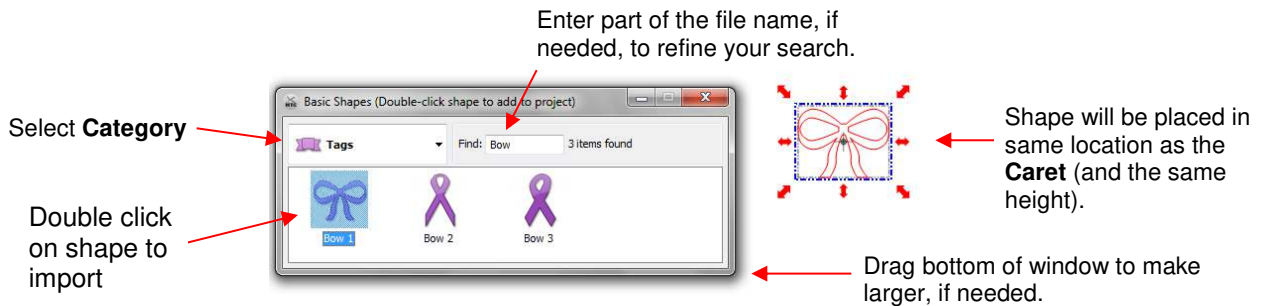 Enter part of the file name, if
needed, to refine your search.
Basic Shapes (Double-click shape to add to project)
Select Category
Tags
Find: Bow
3 items found
Shape will be placed in
same location as the
Caret (and the same
height).
Double click
on shape to
import
Bow 1
Bow 2
Bow 3
Drag bottom of window to make
larger, if needed.